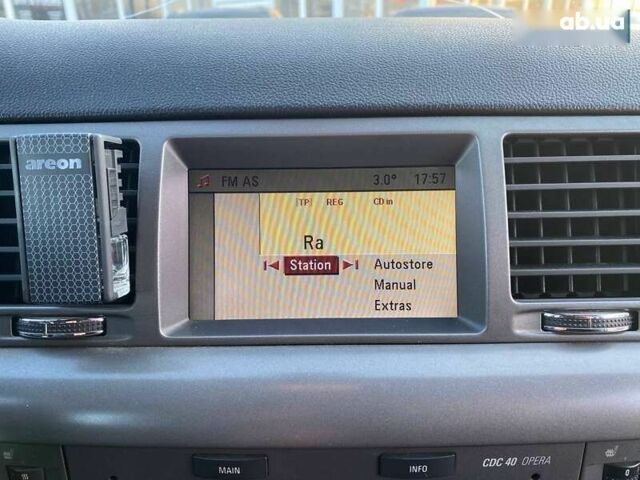 ab.ua
areon
FM AS 3.0° 17:57
[TP] REG CD in
Ra
Station Autostore
Manual
Extras
MAIN INFO CDC 40 OPERA
0